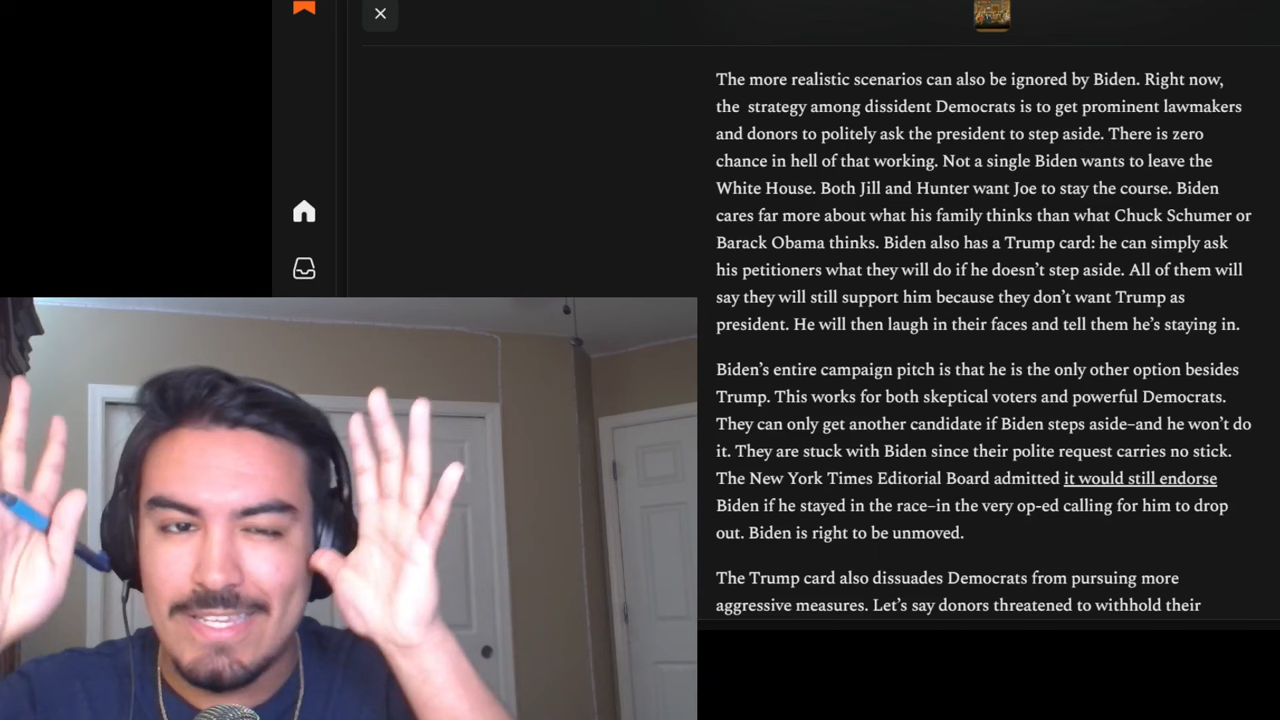 The more realistic scenarios can also be ignored by Biden. Right now,
the strategy among dissident Democrats is to get prominent lawmakers
and donors to politely ask the president to step aside. There is zero
chance in hell of that working. Not a single Biden wants to leave the
White House. Both Jill and Hunter want Joe to stay the course. Biden
cares far more about what his family thinks than what Chuck Schumer or
Barack Obama thinks. Biden also has a Trump card: he can simply ask
his petitioners what they will do if he doesn’t step aside. All of them will
say they will still support him because they don’t want Trump as
president. He will then laugh in their faces and tell them he’s staying in.
Biden’s entire campaign pitch is that he is the only other option besides
Trump. This works for both skeptical voters and powerful Democrats.
They can only get another candidate if Biden steps aside–and he won’t do
it. They are stuck with Biden since their polite request carries no stick.
The New York Times Editorial Board admitted it would still endorse
Biden if he stayed in the race–in the very op-ed calling for him to drop
out. Biden is right to be unmoved.
The Trump card also dissuades Democrats from pursuing more
aggressive measures. Let’s say donors threatened to withhold their